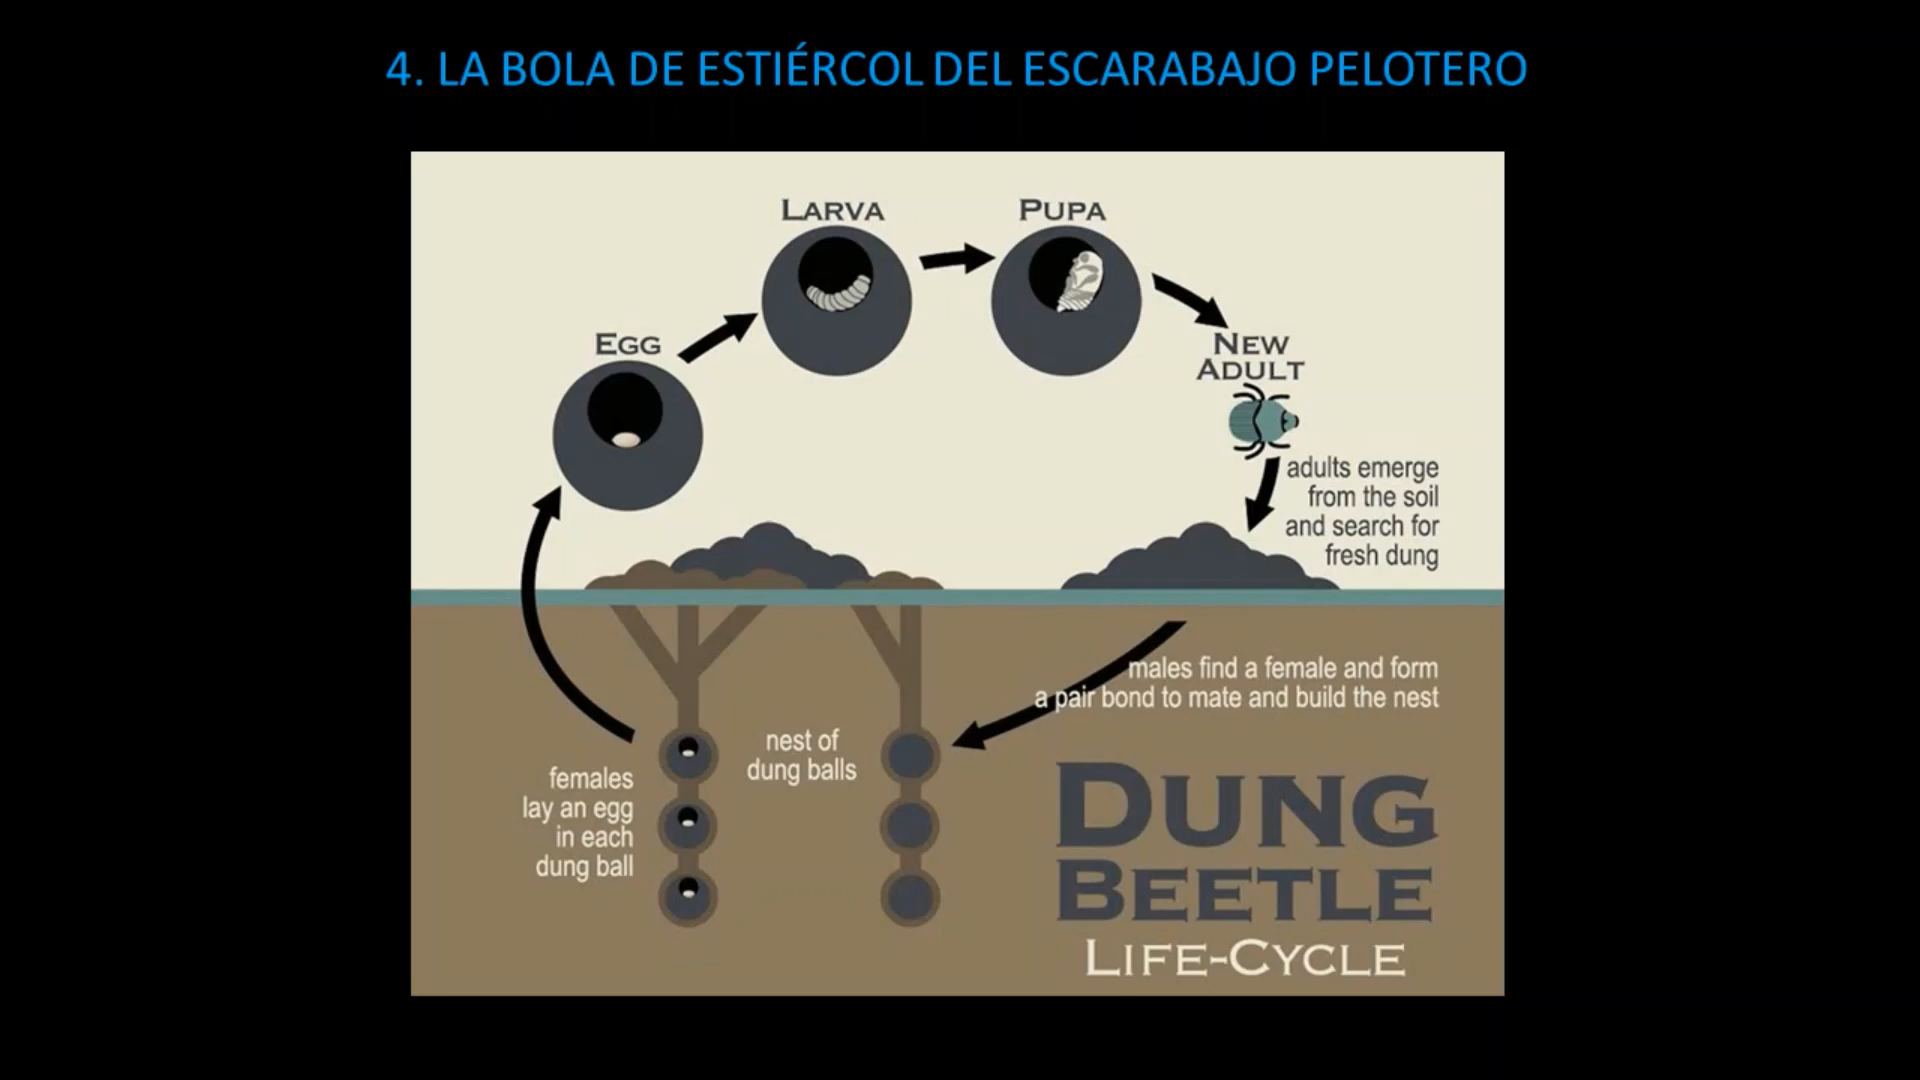 4. LA BOLA DE ESTIÉRCOL DEL ESCARABAJO PELOTERO
LARVA
PUPA
EGG
NEW
ADULT
adults emerge
from the soil
and search for
fresh dung
males find a female and form
a pair bond to mate and build the nest
nest of
dung balls
females
lay an egg
in each
dung ball
DUNG
BEETLE
LIFE-CYCLE